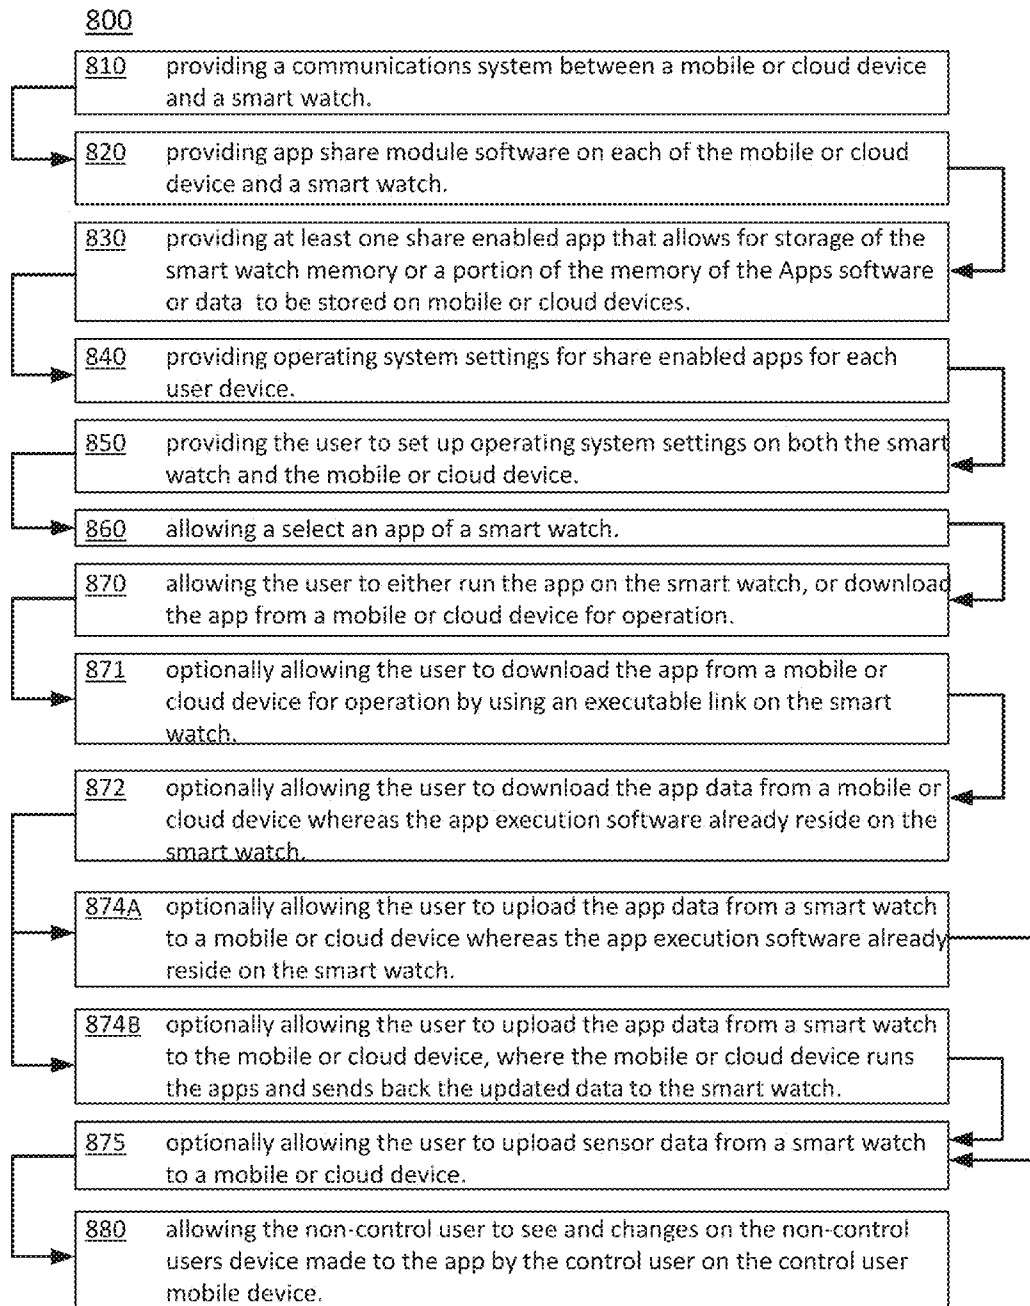 800
810 providing a communications system between a mobile or cloud device
and a smart watch.
820 providing app share module software on each of the mobile or cloud
device and a smart watch.
830 providing at least one share enabled app that allows for storage of the
smart watch memory or a portion of the memory of the Apps software
or data to be stored on mobile or cloud devices.
840 providing operating system settings for share enabled apps for each
user device.
850 providing the user to set up operating system settings on both the smart
watch and the mobile or cloud device.
860 allowing a select an app of a smart watch.
870 allowing the user to either run the app on the smart watch, or download
the app from a mobile or cloud device for operation.
871 optionally allowing the user to download the app from a mobile or
cloud device for operation by using an executable link on the smart
watch.
872 optionally allowing the user to download the app data from a mobile or
cloud device whereas the app execution software already reside on the
smart watch.
874A optionally allowing the user to upload the app data from a smart watch
to a mobile or cloud device whereas the app execution software already
reside on the smart watch.
874B optionally allowing the user to upload the app data from a smart watch
to the mobile or cloud device, where the mobile or cloud device runs
the apps and sends back the updated data to the smart watch.
875 optionally allowing the user to upload sensor data from a smart watch
to a mobile or cloud device.
880 allowing the non-control user to see and changes on the non-control
users device made to the app by the control user on the control user
mobile device.